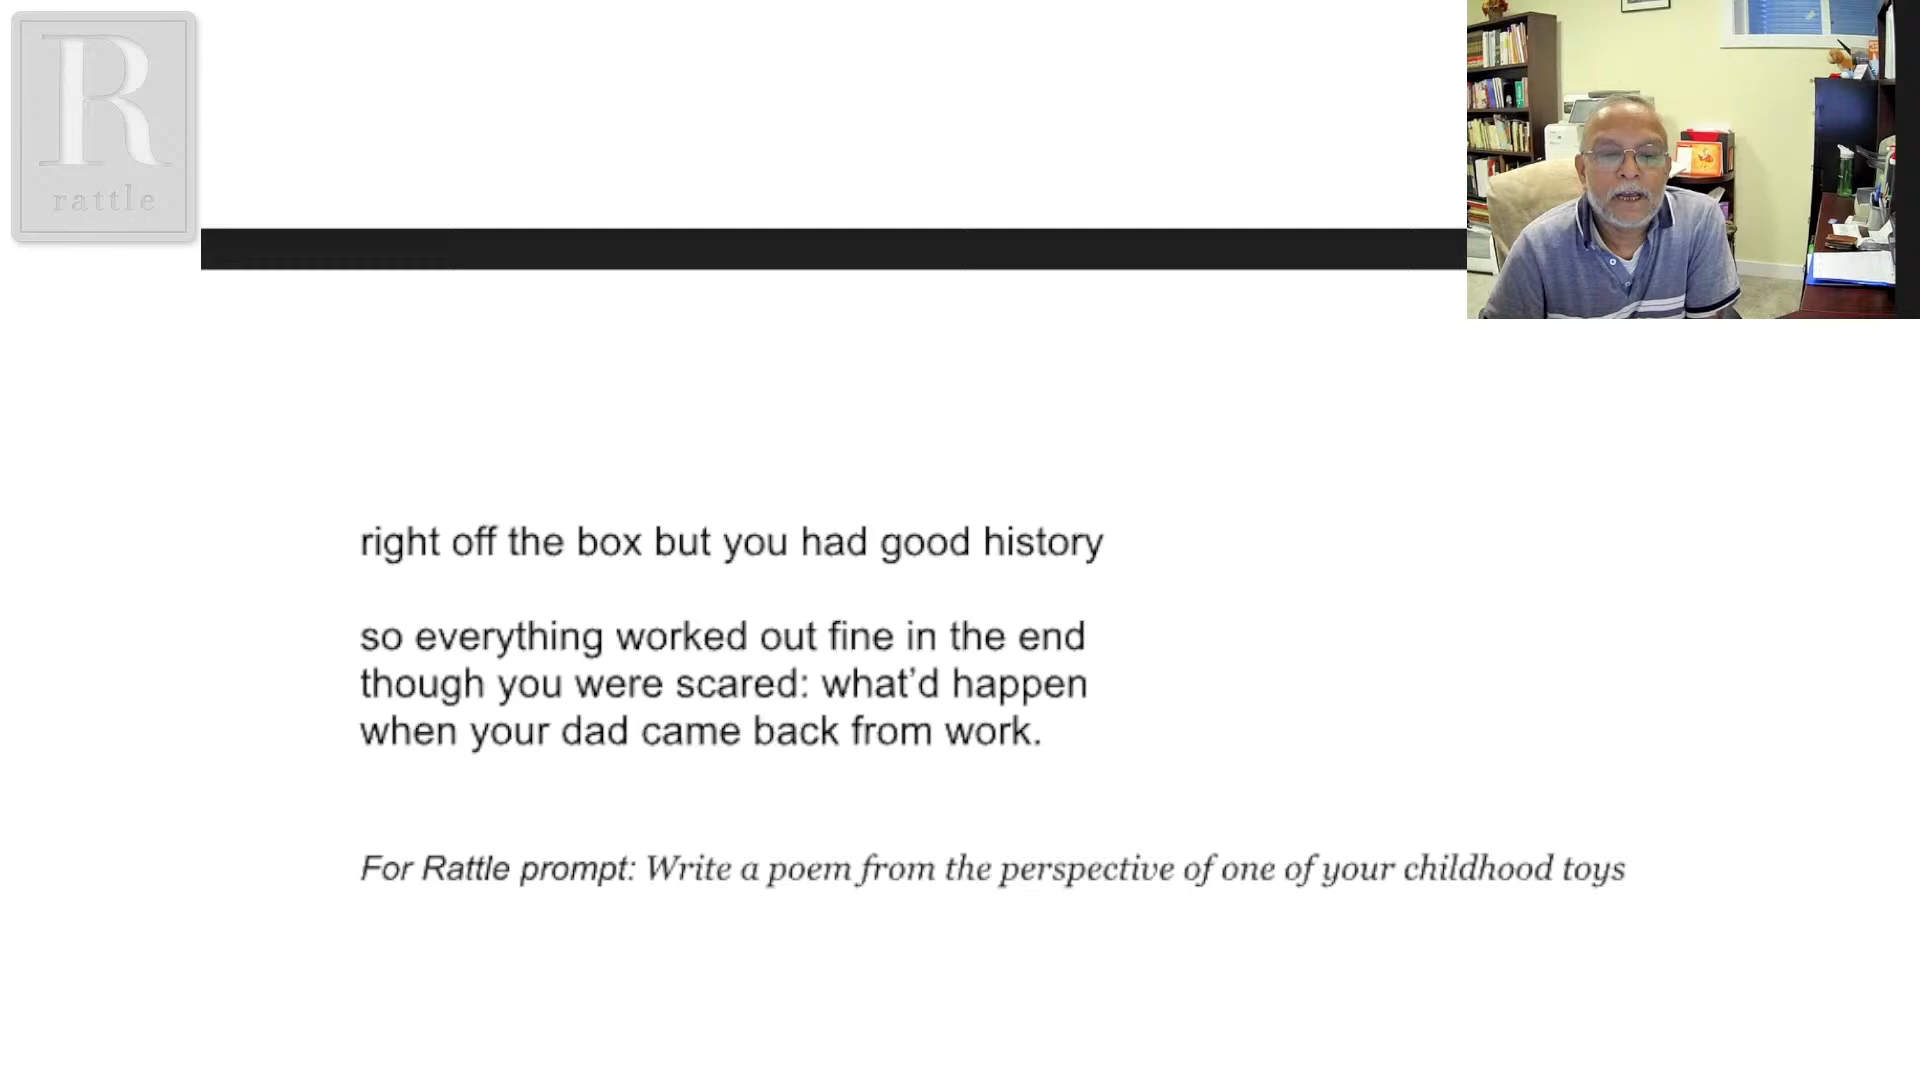 R
rattle
right off the box but you had good history
so everything worked out fine in the end
though you were scared: what’d happen
when your dad came back from work.
For Rattle prompt: Write a poem from the perspective of one of your childhood toys